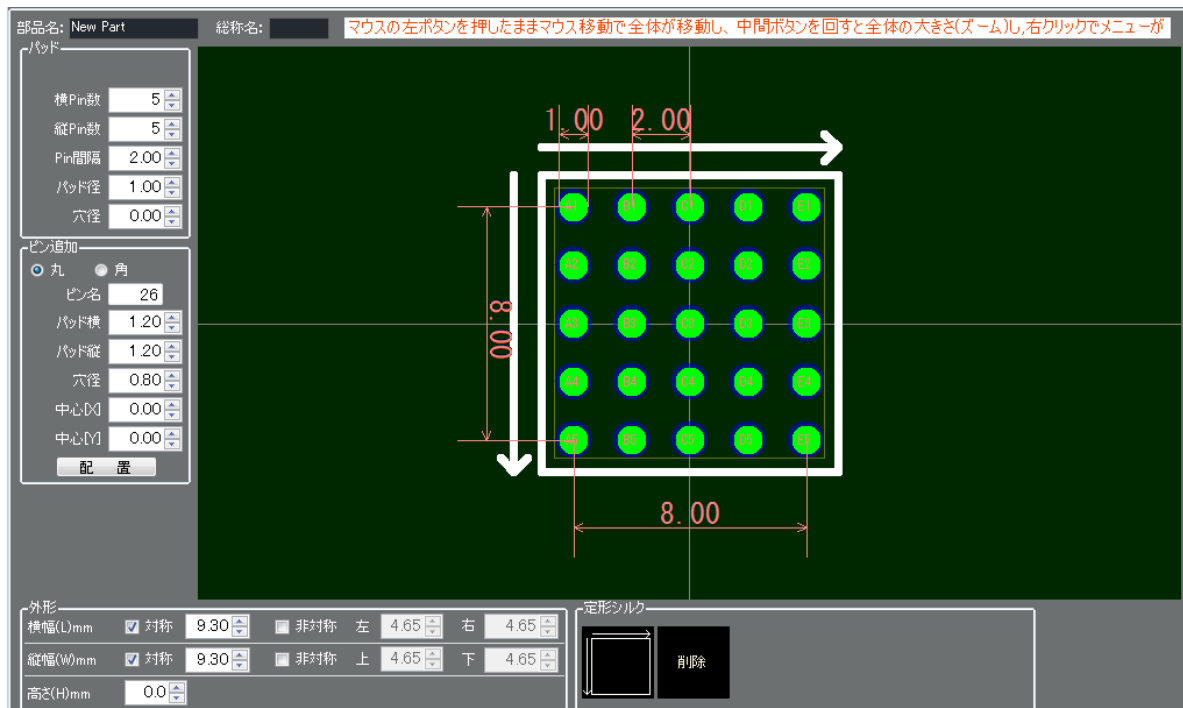 部品名: New Part 総称名: マウスの左ボタンを押したままマウス移動で全体が移動し、中間ボタンを回すと全体の大きさ(ズーム)し,右クリックでメニューが
パッド
横Pin数 5
縦Pin数 5
Pin間隔 2.00
パッド径 1.00
穴径 0.00
ピン追加
丸 角
ピン名 26
パッド横 1.20
パッド縦 1.20
穴径 0.80
中心[X] 0.00
中心[Y] 0.00
配 置
1.00 2.00
A1 B1 C1 D1 E1
A2 B2 C2 D2 E2
A3 B3 C3 D3 E3
A4 B4 C4 D4 E4
A5 B5 C5 D5 E5
8.00
8.00
外形
横幅(L)mm 対称 9.30 非対称 左 4.65 右 4.65
縦幅(W)mm 対称 9.30 非対称 上 4.65 下 4.65
高さ(H)mm 0.0
定形シルク
削除